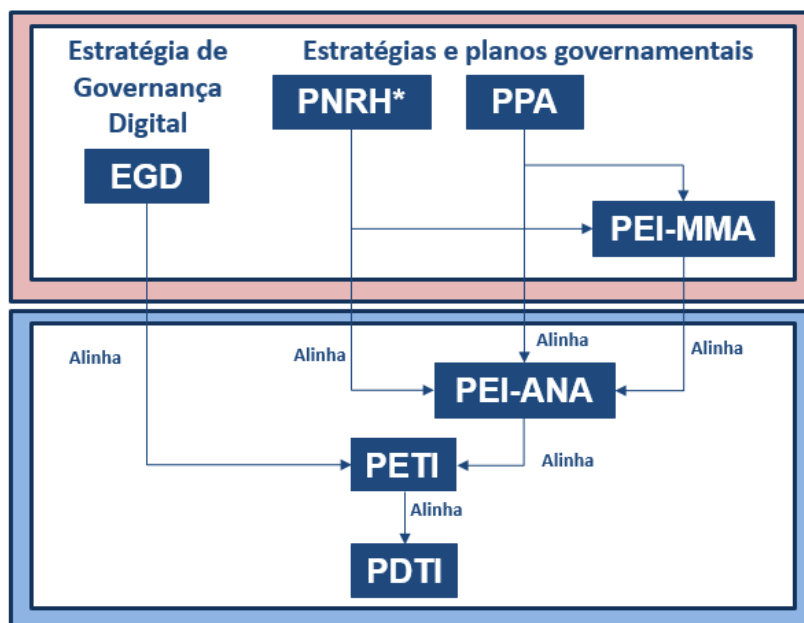 Estratégia de
Governança
Digital
EGD
Estratégias e planos governamentais
PNRH*
PPA
PEI-MMA
Alinha
Alinha
Alinha
Alinha
PEI-ANA
PETI
Alinha
Alinha
PDTI